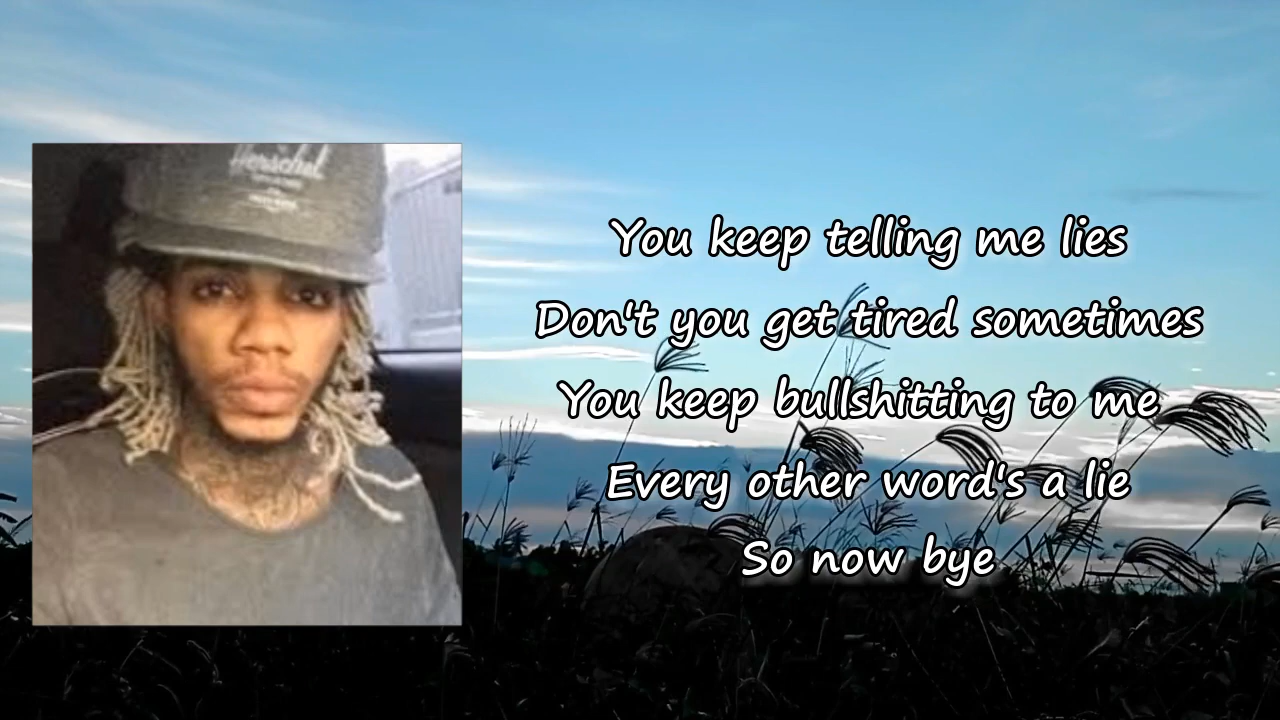 Herschel
You keep telling me lies
Don't you get tired sometimes
You keep bullshitting to me
Every other word's a lie
So now bye